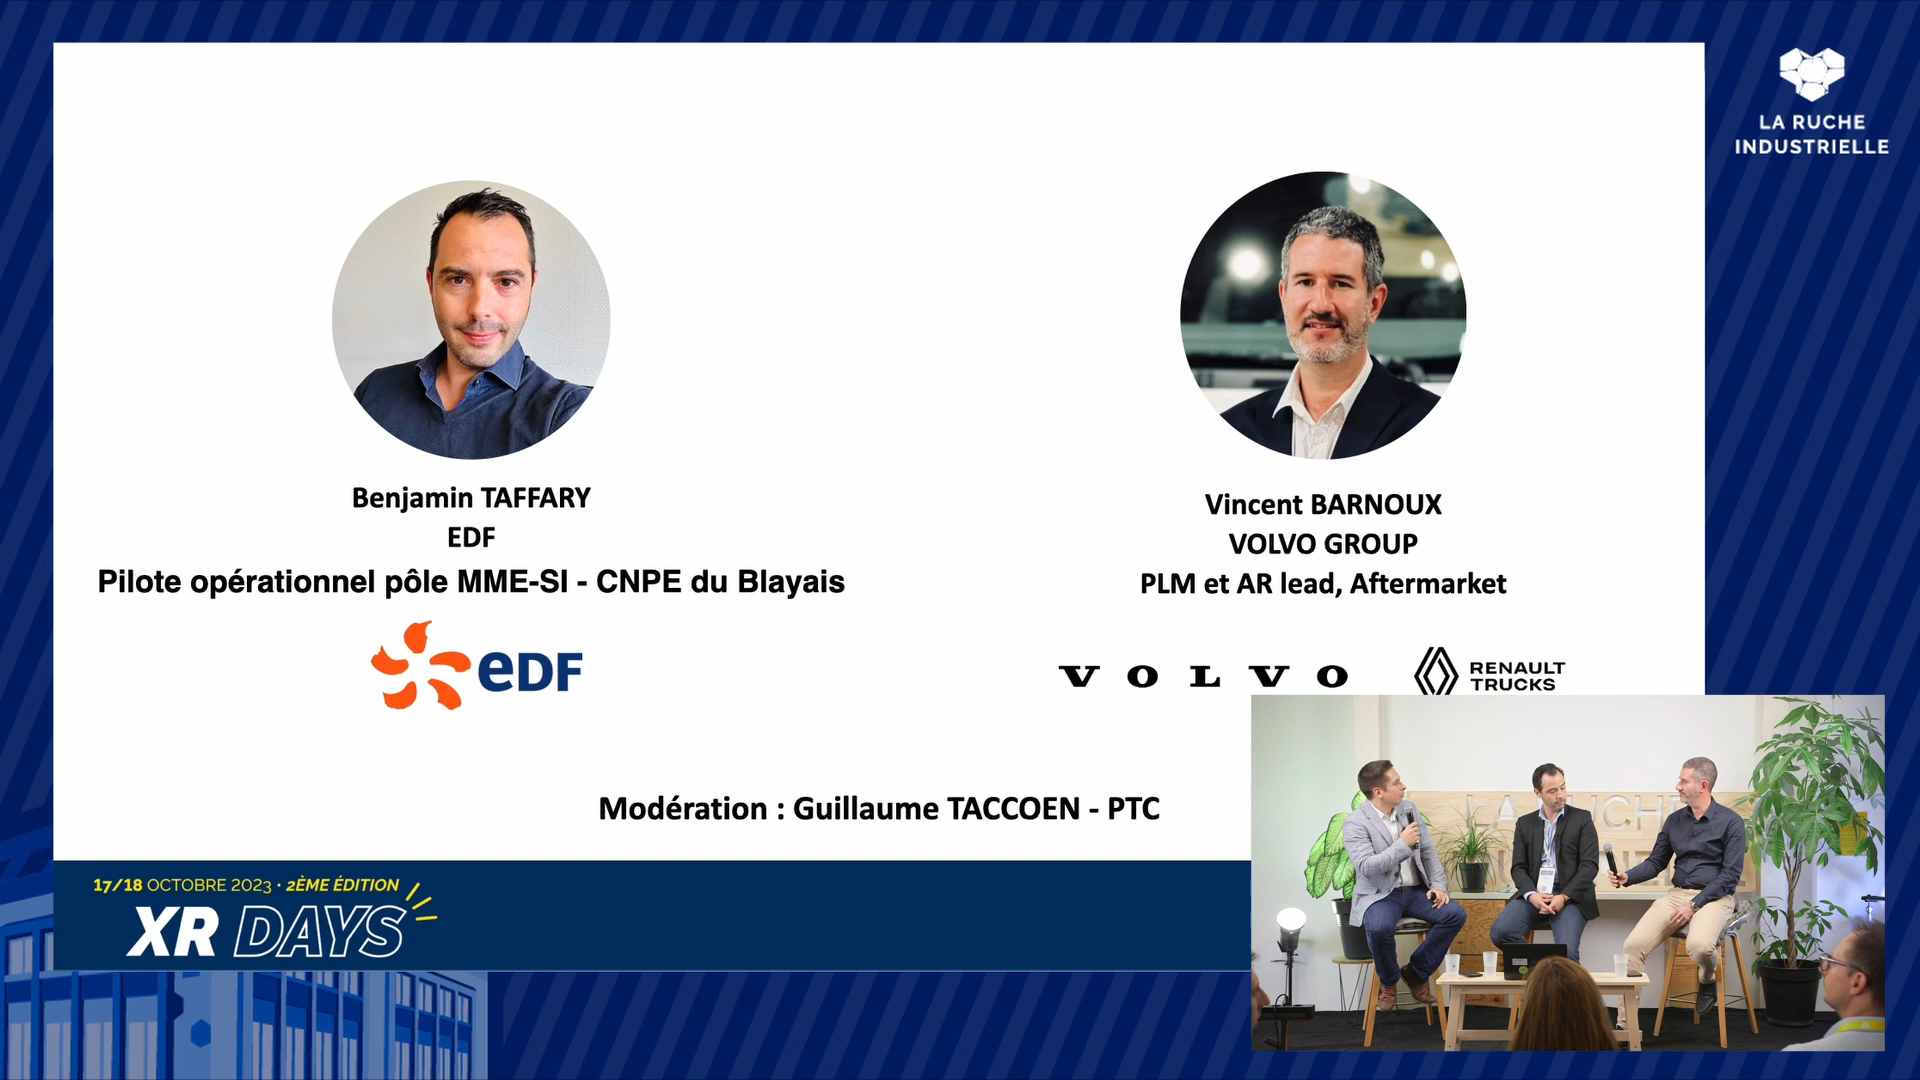 LA RUCHE
INDUSTRIELLE
Benjamin TAFFARY
EDF
Pilote opérationnel pôle MME-SI - CNPE du Blayais
eDF
Vincent BARNOUX
VOLVO GROUP
PLM et AR lead, Aftermarket
VOLVO
RENAULT
TRUCKS
Modération : Guillaume TACCOEN - PTC
17/18 OCTOBRE 2023 • 2ÈME ÉDITION
XR DAYS
LA RUCHE